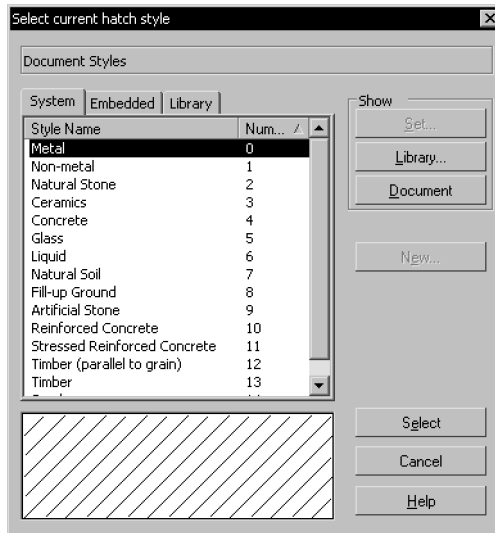 Select current hatch style
Document Styles
System Embedded Library
Style Name Num...
Metal 0
Non-metal 1
Natural Stone 2
Ceramics 3
Concrete 4
Glass 5
Liquid 6
Natural Soil 7
Fill-up Ground 8
Artificial Stone 9
Reinforced Concrete 10
Stressed Reinforced Concrete 11
Timber (parallel to grain) 12
Timber 13
Show
Set...
Library...
Document
New...
Select
Cancel
Help